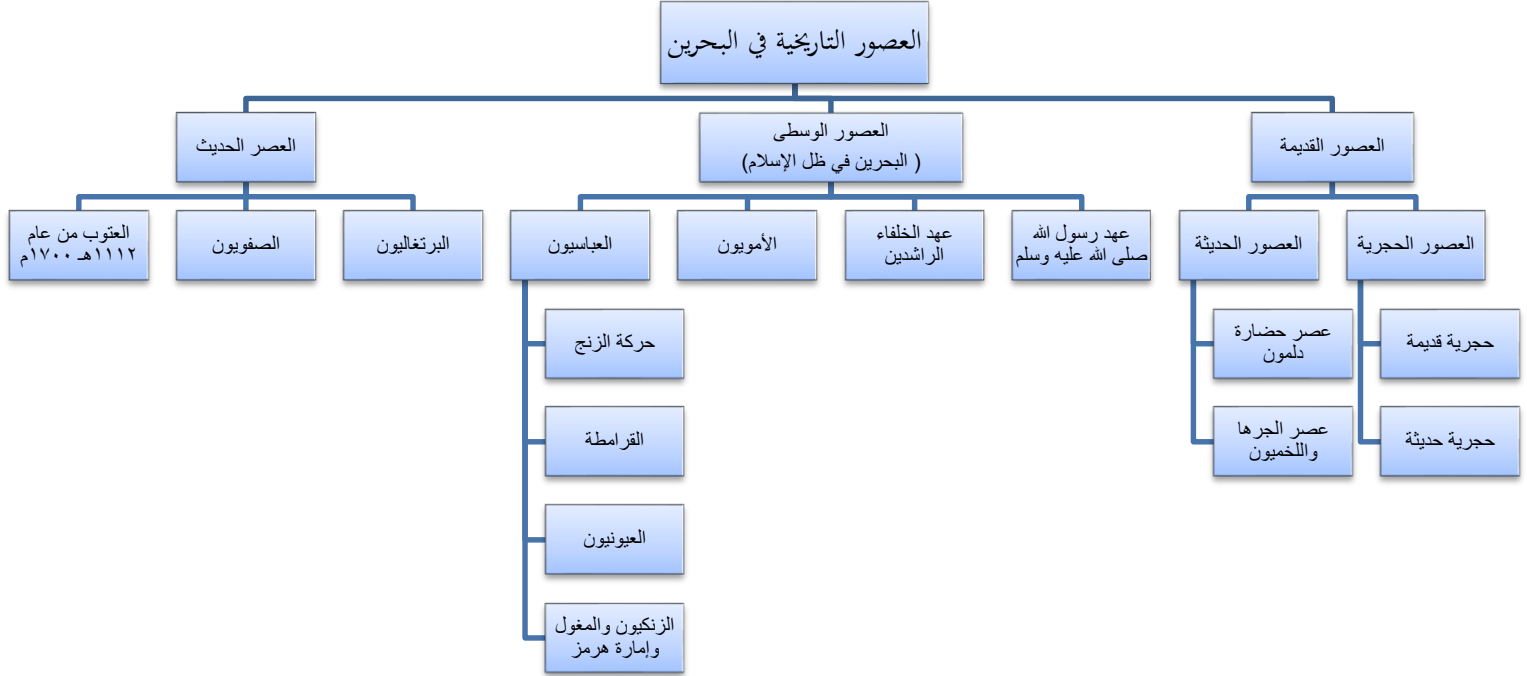 العصور التاريخية في البحرين
العصور القديمة
العصور الوسطى
( البحرين في ظل الإسلام)
العصر الحديث
العصور الحجرية
العصور الحديثة
عهد رسول الله
صلى الله عليه وسلم
عهد الخلفاء
الراشدين
الأمويون
العباسيون
البرتغاليون
الصفويون
العتوب من عام
١١١٢هـ ١٧٠٠م
حجرية قديمة
حجرية حديثة
عصر حضارة
دلمون
عصر الجرها
واللخميون
حركة الزنج
القرامطة
العيونيون
الزنكيون والمغول
وإمارة هرمز